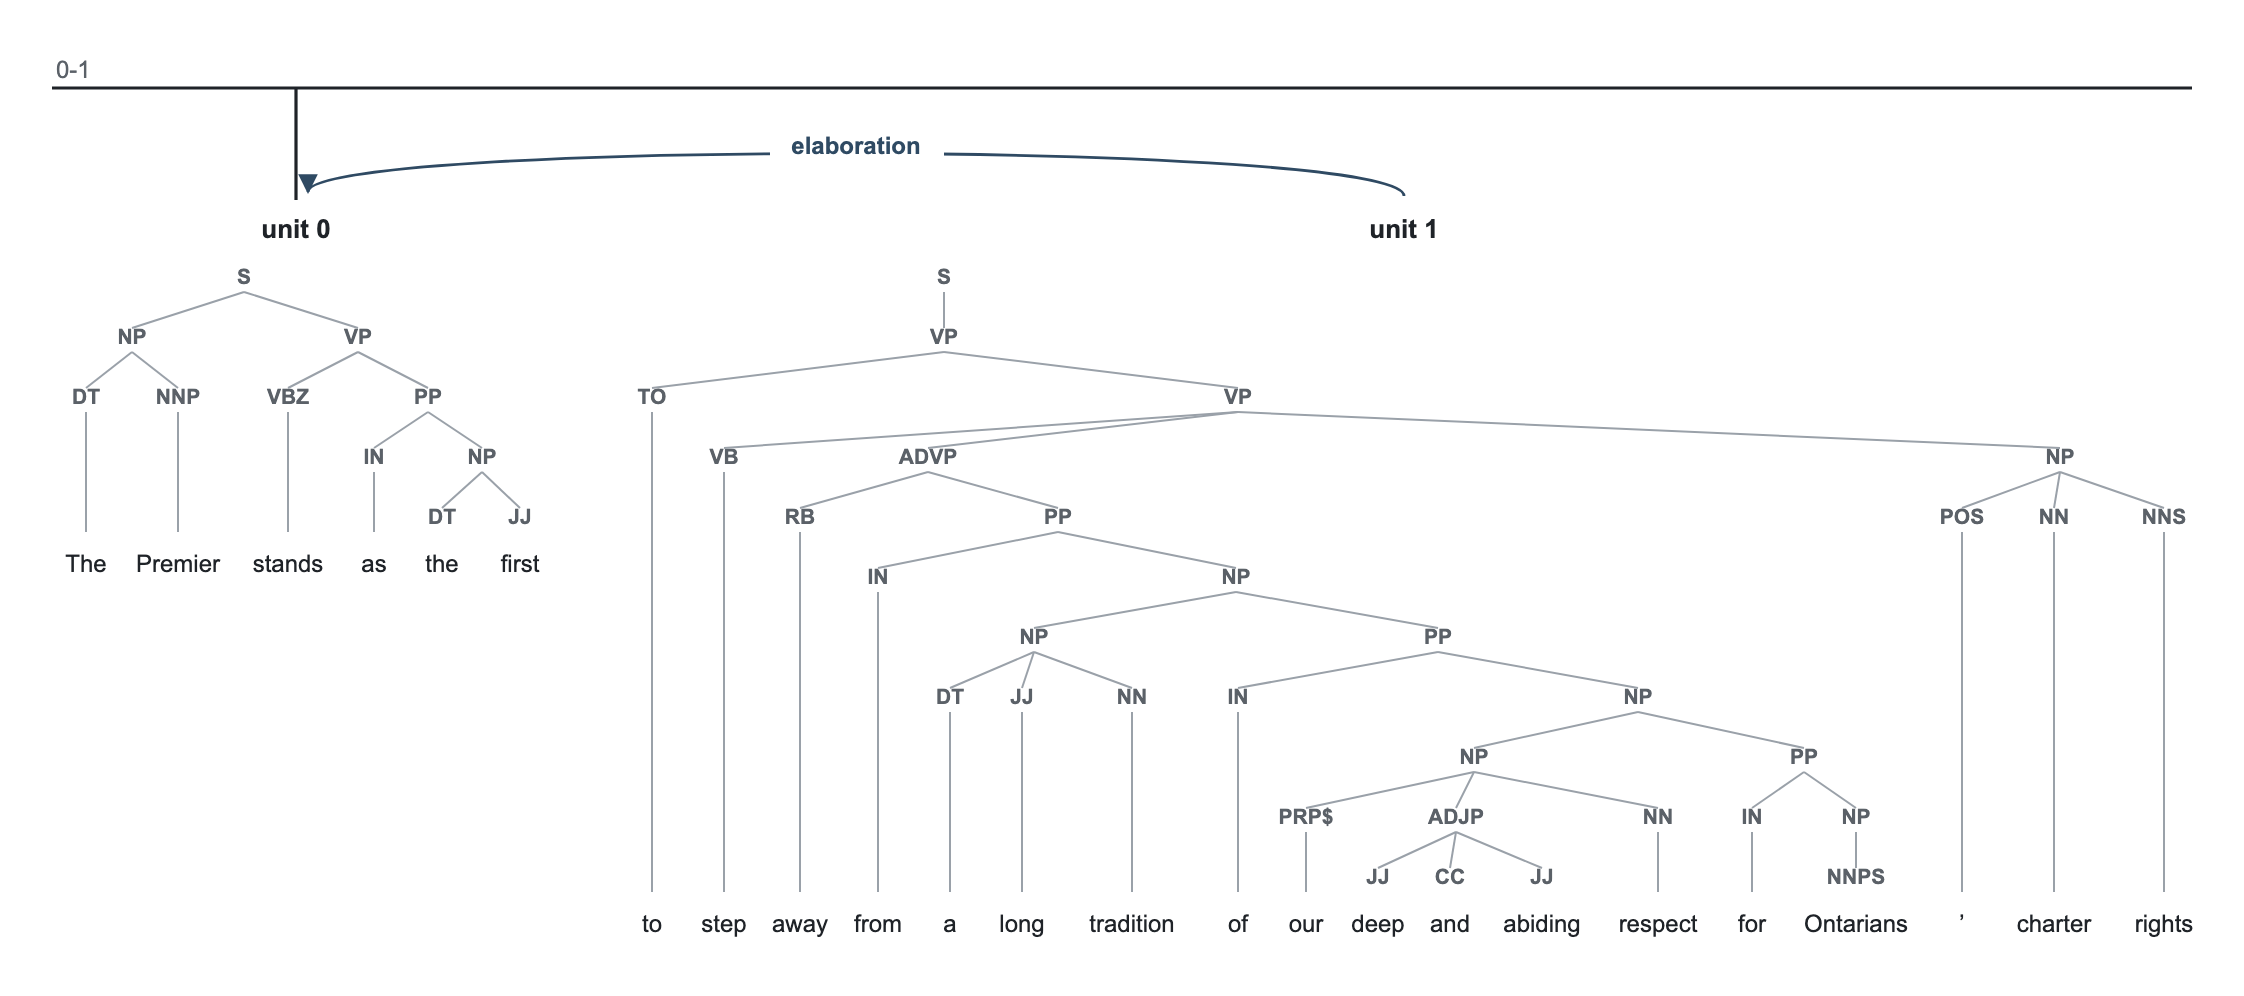 0-1
elaboration
unit 0 unit 1
S S
NP VP VP
DT NNP VBZ PP TO VP
IN NP VB ADVP NP
DT JJ RB PP POS NN NNS
The Premier stands as the first
IN NP
NP PP
DT JJ NN IN NP
NP PP
PRP$ ADJP NN IN NP
JJ CC JJ NNPS
to step away from a long tradition of our deep and abiding respect for Ontarians ’ charter rights